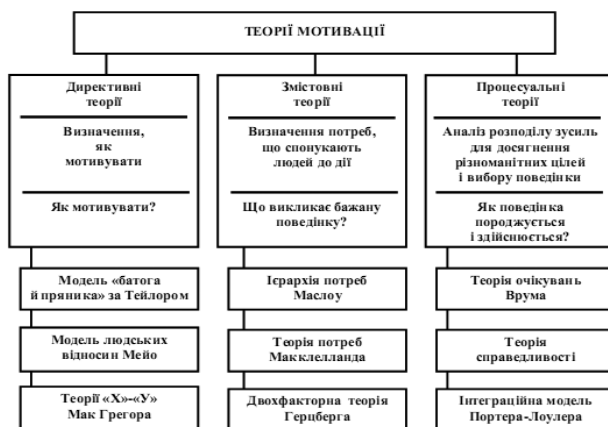 ТЕОРІЇ МОТИВАЦІЇ
Директивні
теорії
Визначення,
як
мотивувати
Як мотивувати?
Модель «батога
й пряника» за Тейлором
Модель людських
відносин Мейо
Теорії «Х»-«У»
Мак Грегора
Змістовні
теорії
Визначення потреб,
що спонукають
людей до дії
Що викликає бажану
поведінку?
Ієрархія потреб
Маслоу
Теорія потреб
Макклелланда
Двохфакторна теорія
Герцберга
Процесуальні
теорії
Аналіз розподілу зусиль
для досягнення
різноманітних цілей
і вибору поведінки
Як поведінка
породжується
і здійснюється?
Теорія очікувань
Врума
Теорія
справедливості
Інтеграційна модель
Портера-Лоулера